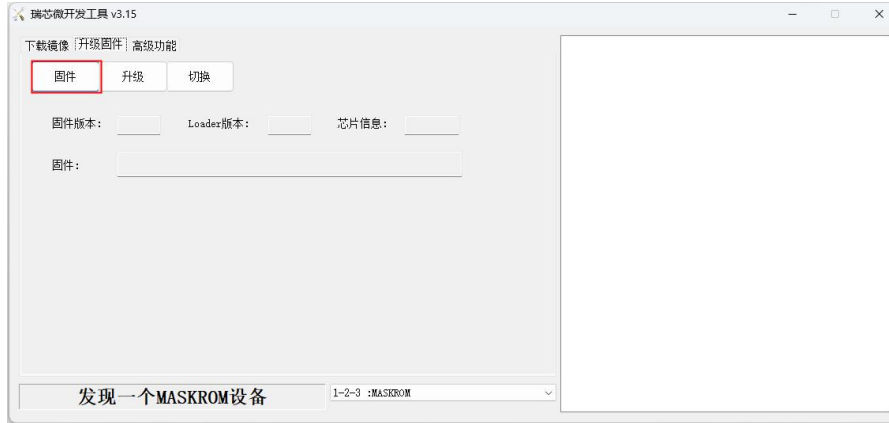 瑞芯微开发工具 v3.15
下载镜像 升级固件 高级功能
固件 升级 切换
固件版本: Loader版本: 芯片信息:
固件:
发现一个MASKROM设备 1-2-3 :MASKROM